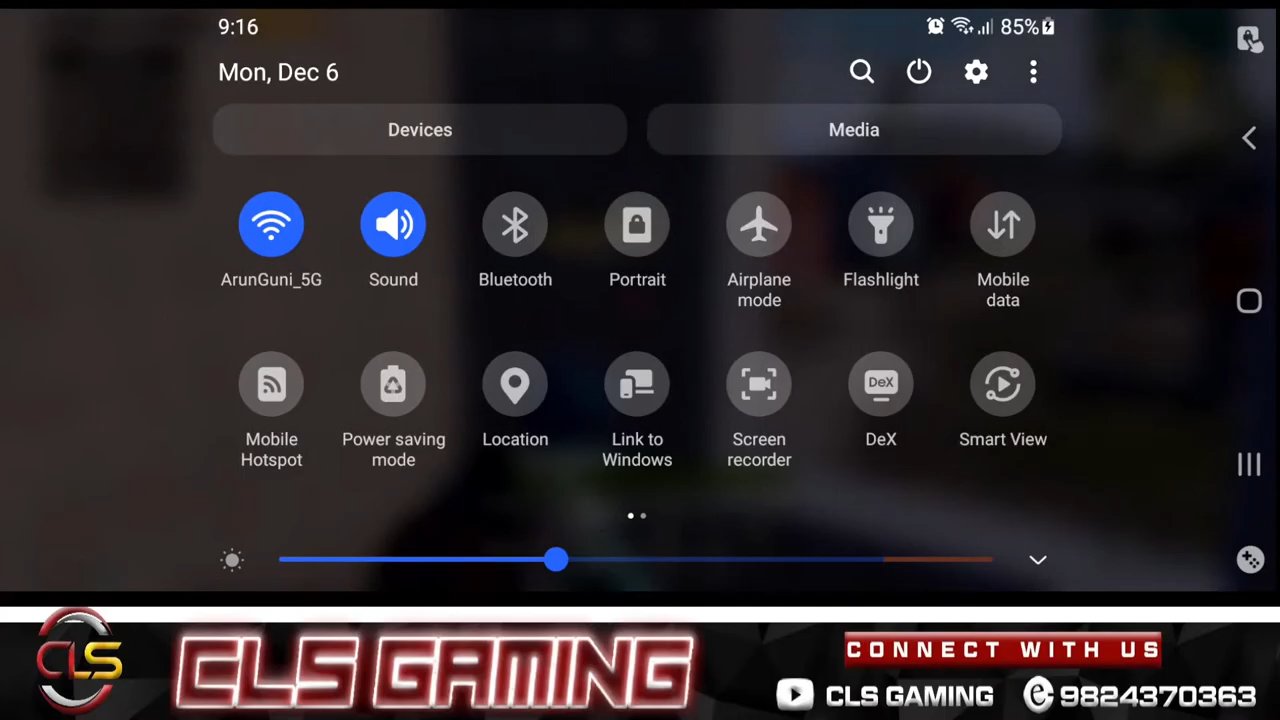 9:16
85%
Mon, Dec 6
Devices
Media
ArunGuni_5G
Sound
Bluetooth
Portrait
Airplane
mode
Flashlight
Mobile
data
Mobile
Hotspot
Power saving
mode
Location
Link to
Windows
Screen
recorder
DeX
DeX
Smart View
CLS
CLS GAMING
CONNECT WITH US
CLS GAMING
9824370363